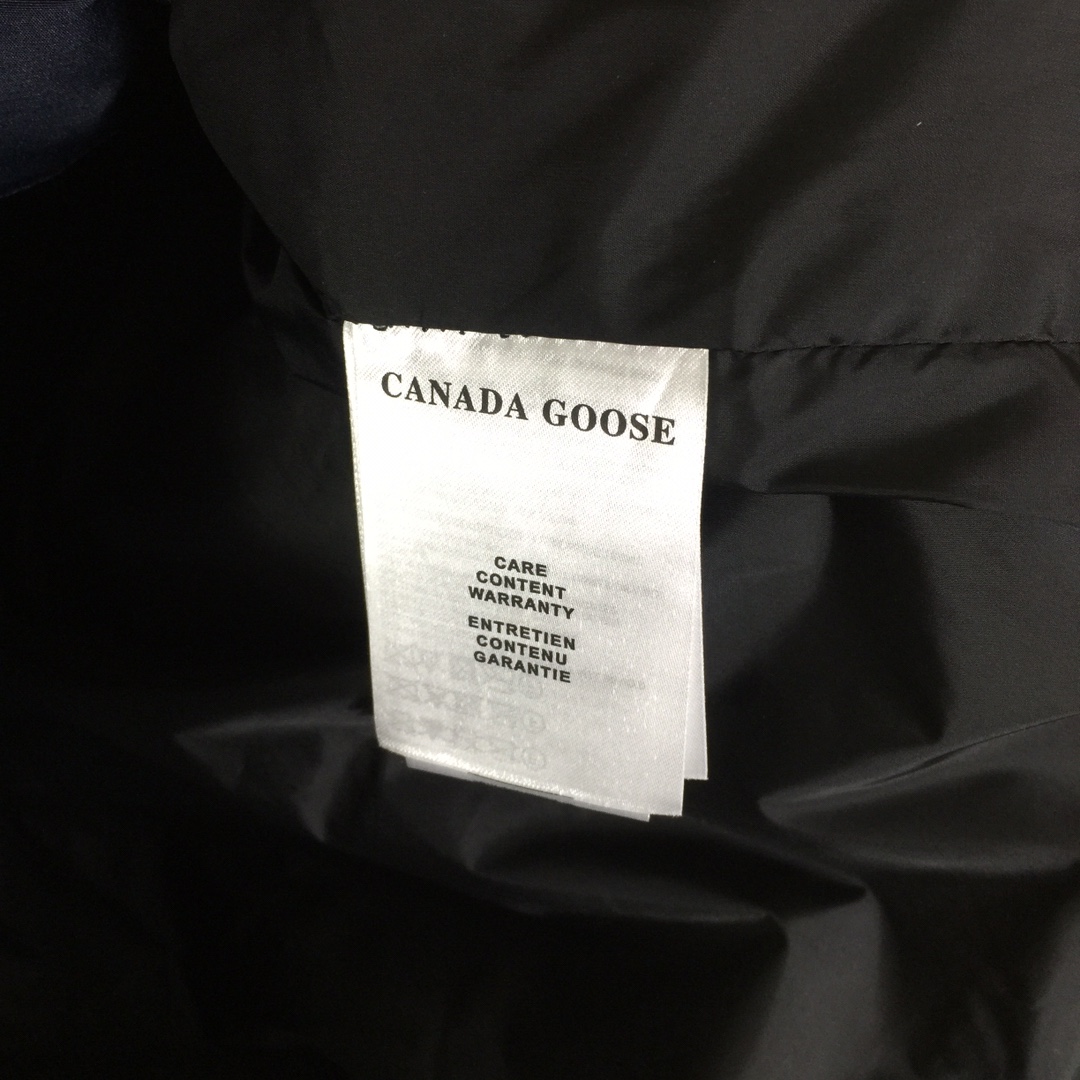 CANADA GOOSE
CARE
CONTENT
WARRANTY
ENTRETIEN
CONTENU
GARANTIE